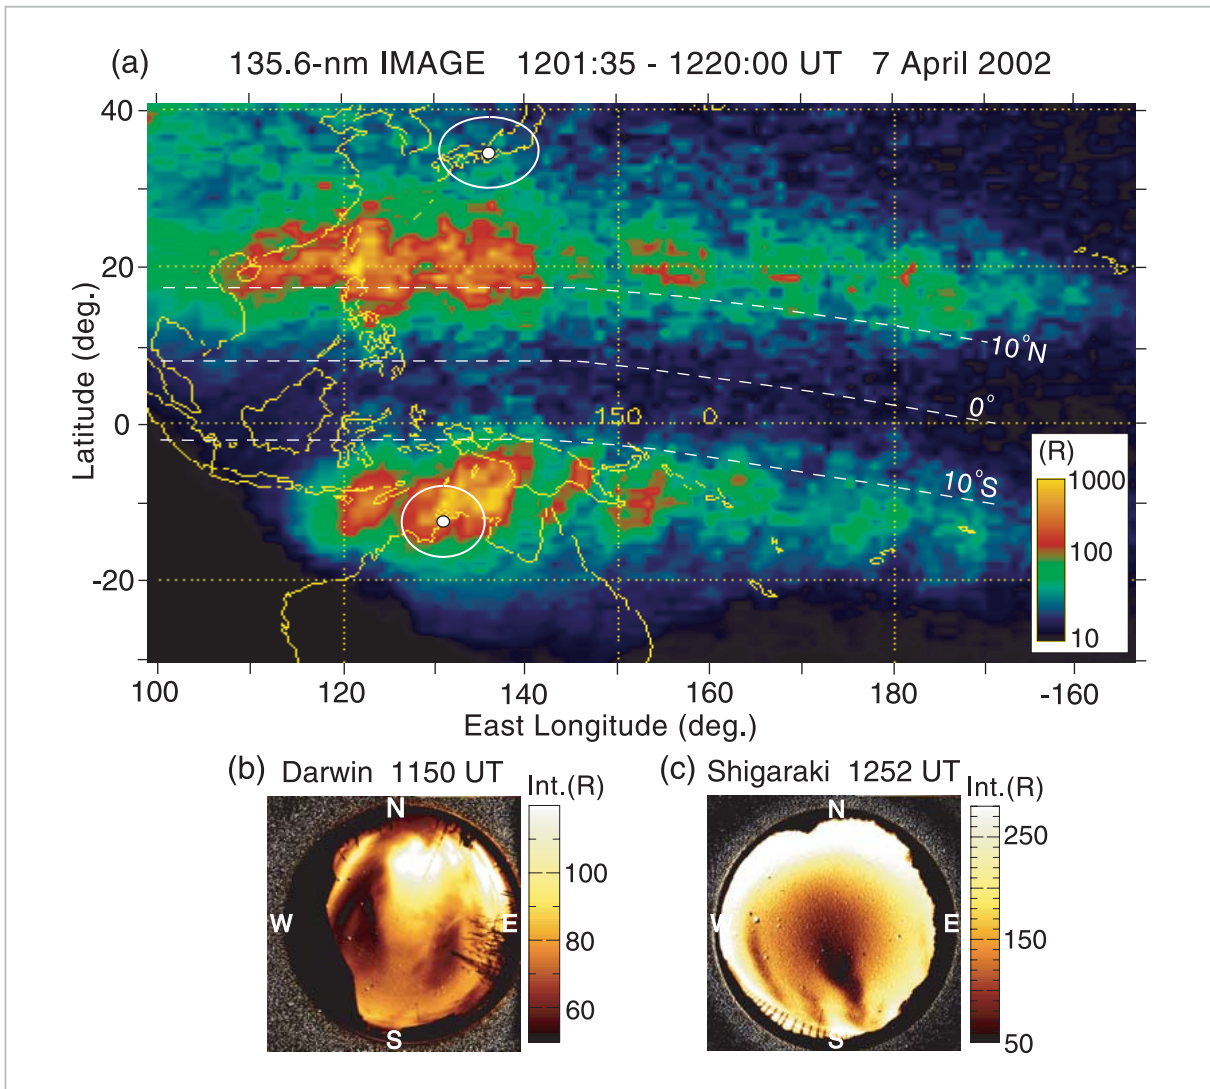 (a) 135.6-nm IMAGE 1201:35 - 1220:00 UT 7 April 2002
40
20
0
-20
Latitude (deg.)
150 0
10°N
0°
10°S
(R)
1000
100
10
100 120 140 160 180 -160
East Longitude (deg.)
(b) Darwin 1150 UT Int.(R)
N
W
E
S
100
80
60
(c) Shigaraki 1252 UT Int.(R)
N
W
E
S
250
150
50